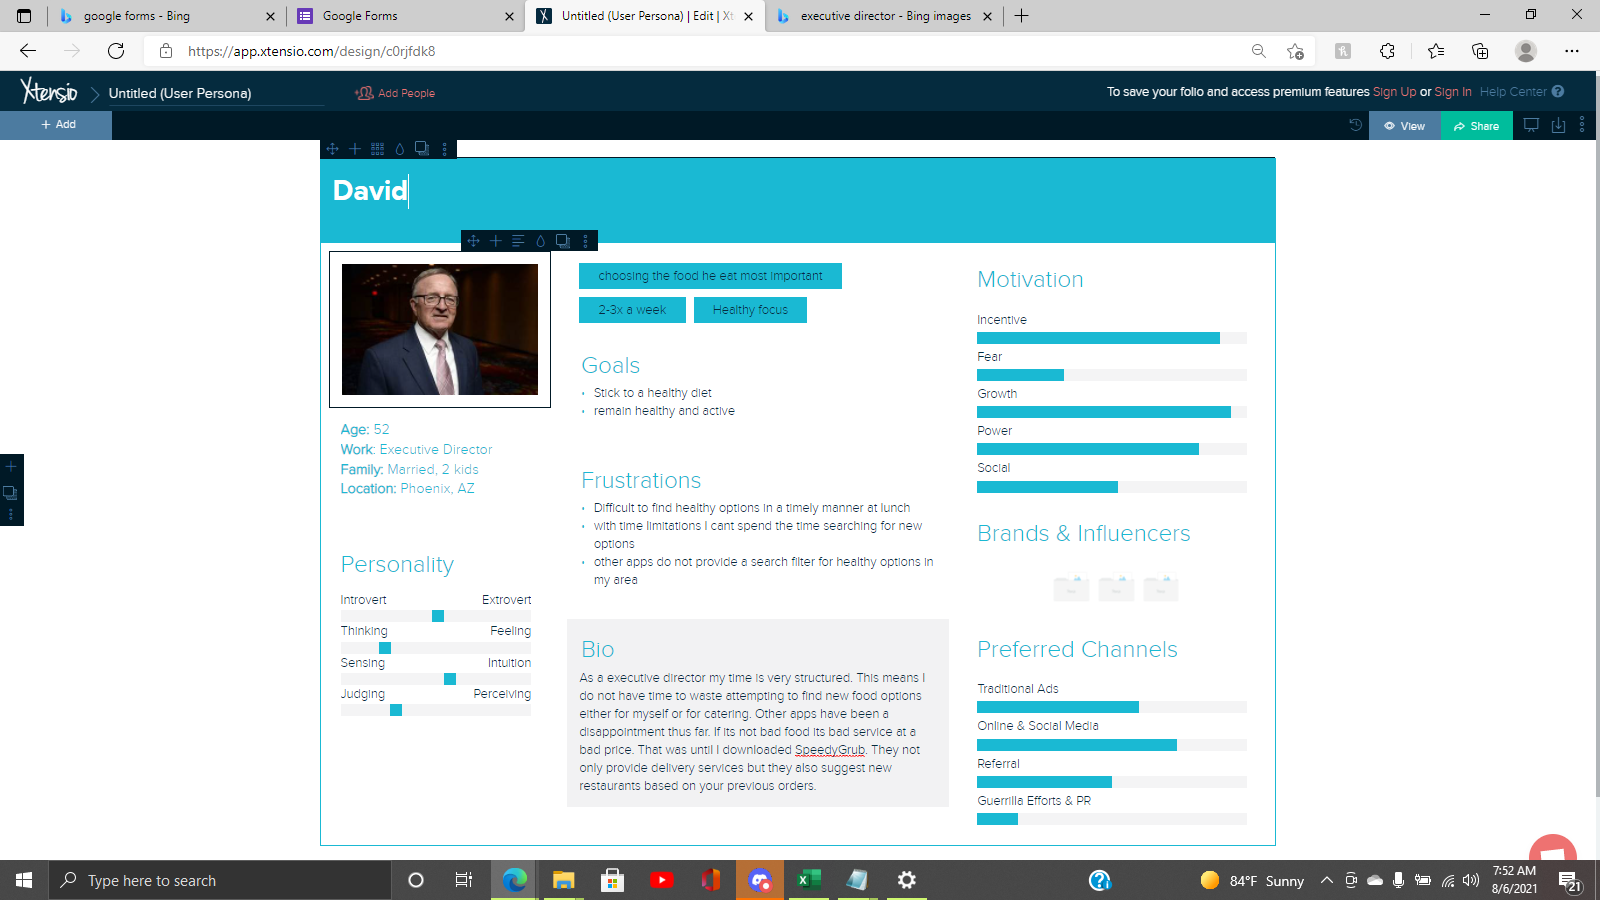 google forms - Bing
Google Forms
Untitled (User Persona) | Edit | Xt
executive director - Bing images
https://app.xtensio.com/design/c0rjfdk8
Xtensio
Untitled (User Persona)
Add People
To save your folio and access premium features Sign Up or Sign In Help Center ?
+ Add
View
Share
David
choosing the food he eat most important
2-3x a week
Healthy focus
Age: 52
Work: Executive Director
Family: Married, 2 kids
Location: Phoenix, AZ
Personality
Introvert Extrovert
Thinking Feeling
Sensing Intuition
Judging Perceiving
Goals
• Stick to a healthy diet
• remain healthy and active
Frustrations
• Difficult to find healthy options in a timely manner at lunch
• with time limitations I cant spend the time searching for new
options
• other apps do not provide a search filter for healthy options in
my area
Bio
As a executive director my time is very structured. This means I
do not have time to waste attempting to find new food options
either for myself or for catering. Other apps have been a
disappointment thus far. If its not bad food its bad service at a
bad price. That was until I downloaded SpeedyGrub. They not
only provide delivery services but they also suggest new
restaurants based on your previous orders.
Motivation
Incentive
Fear
Growth
Power
Social
Brands & Influencers
Preferred Channels
Traditional Ads
Online & Social Media
Referral
Guerrilla Efforts & PR
Type here to search
84°F Sunny
7:52 AM
8/6/2021
21